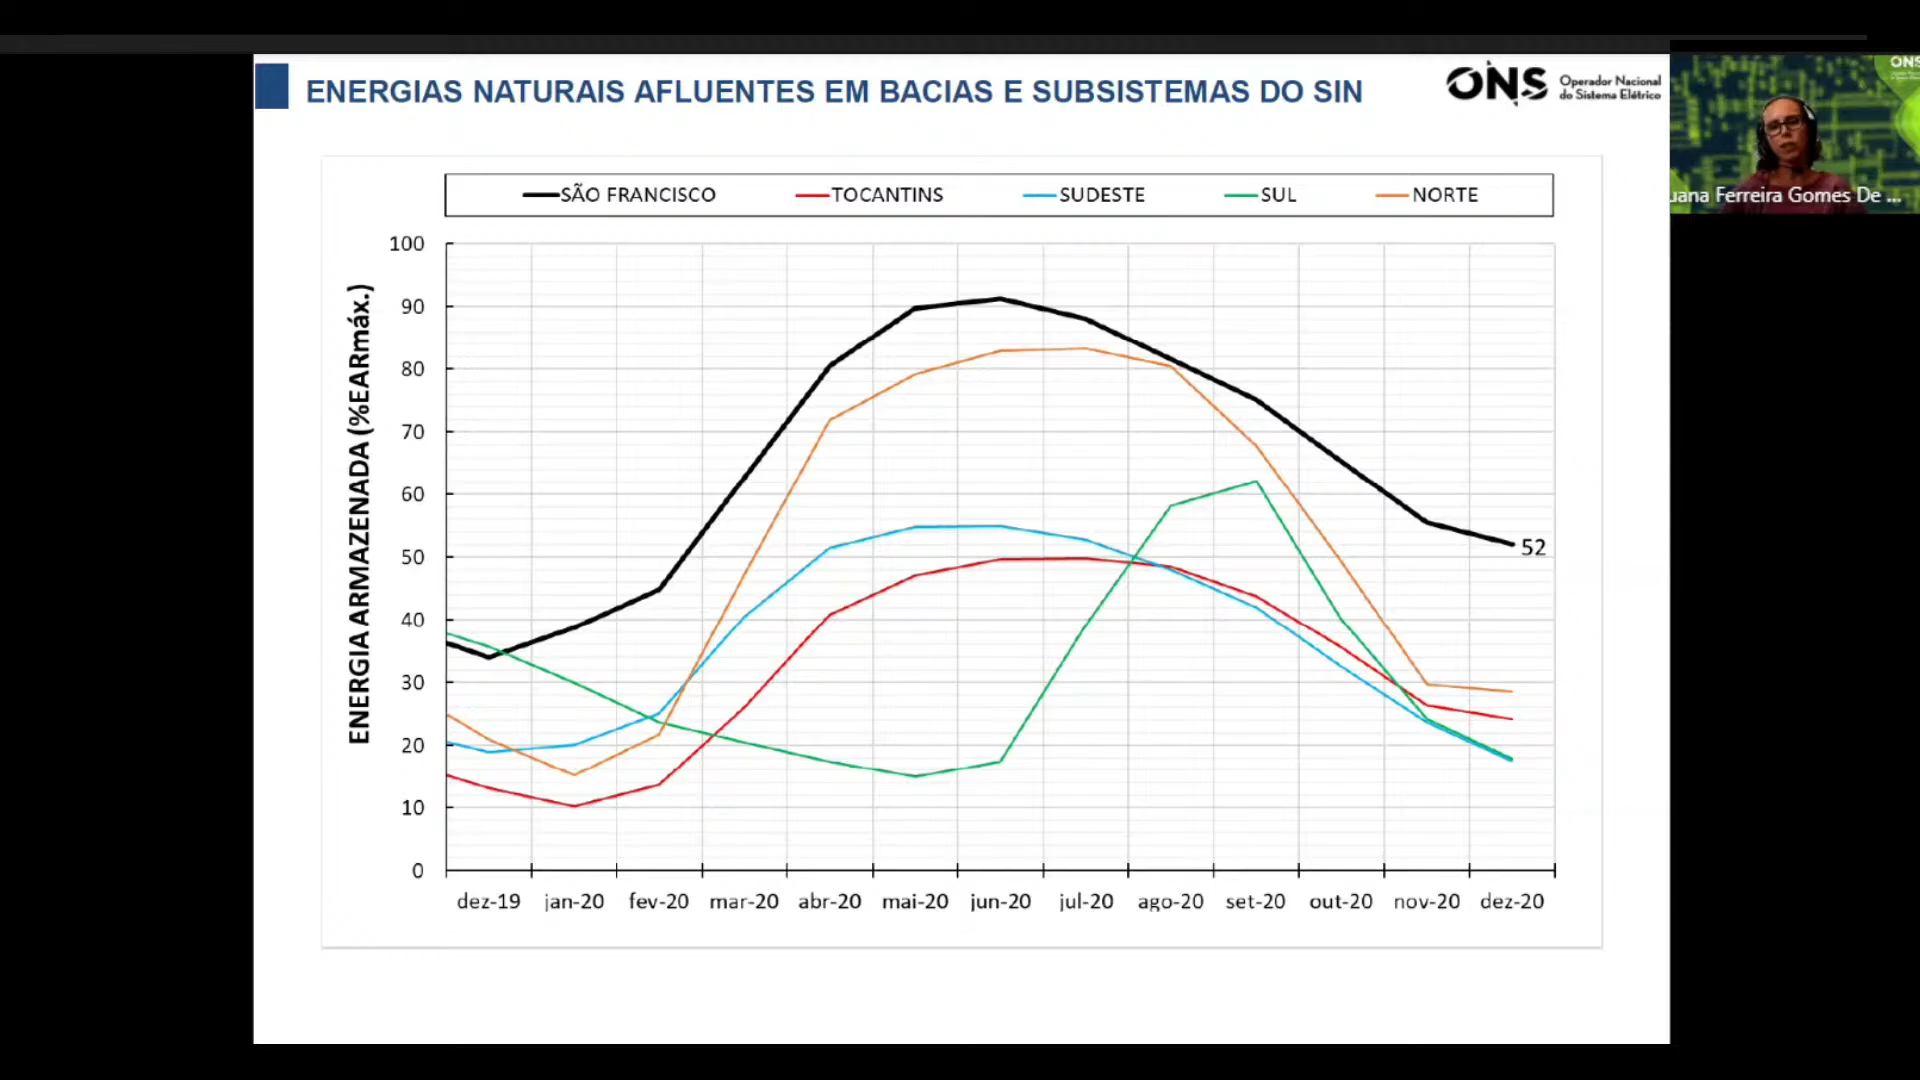 ENERGIAS NATURAIS AFLUENTES EM BACIAS E SUBSISTEMAS DO SIN
ONS Operador Nacional
do Sistema Elétrico
ONS
uana Ferreira Gomes De ...
SÃO FRANCISCO TOCANTINS SUDESTE SUL NORTE
ENERGIA ARMAZENADA (%EARmáx.)
100
90
80
70
60
50
40
30
20
10
0
52
dez-19 jan-20 fev-20 mar-20 abr-20 mai-20 jun-20 jul-20 ago-20 set-20 out-20 nov-20 dez-20